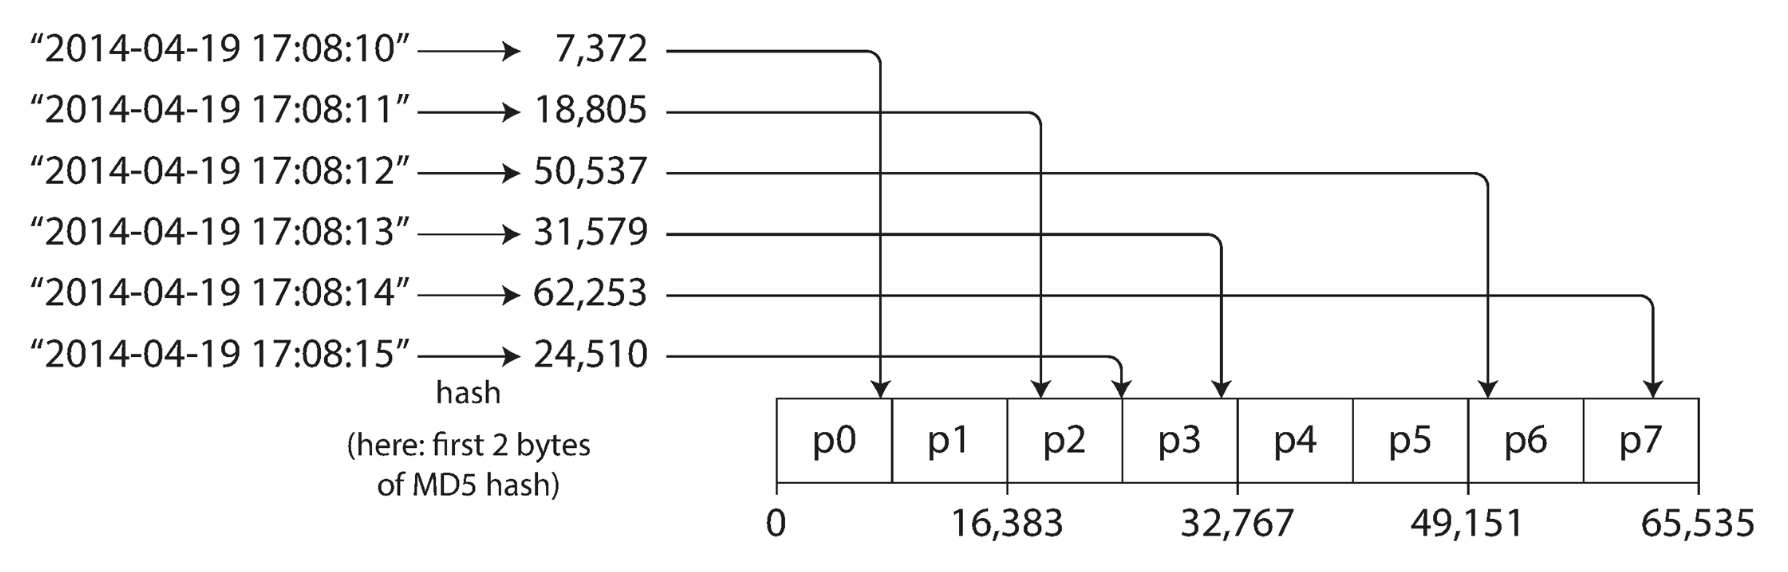 “2014-04-19 17:08:10” 7,372
“2014-04-19 17:08:11” 18,805
“2014-04-19 17:08:12” 50,537
“2014-04-19 17:08:13” 31,579
“2014-04-19 17:08:14” 62,253
“2014-04-19 17:08:15” 24,510
hash
(here: first 2 bytes
of MD5 hash)
p0 p1 p2 p3 p4 p5 p6 p7
0 16,383 32,767 49,151 65,535